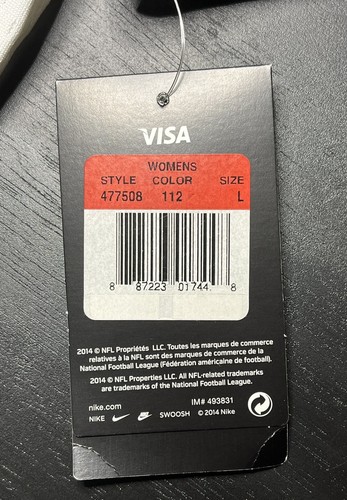 VISA
WOMENS
STYLE COLOR SIZE
477508 112 L
8 87223 01744 8
2014 © NFL Propriétés LLC. Toutes les marques de commerce
relatives à la NFL sont des marques de commerce de la
National Football League (Fédération américaine de football).
2014 © NFL Properties LLC. All NFL-related trademarks
are trademarks of the National Football League.
nike.com IM# 493831
NIKE SWOOSH © 2014 Nike